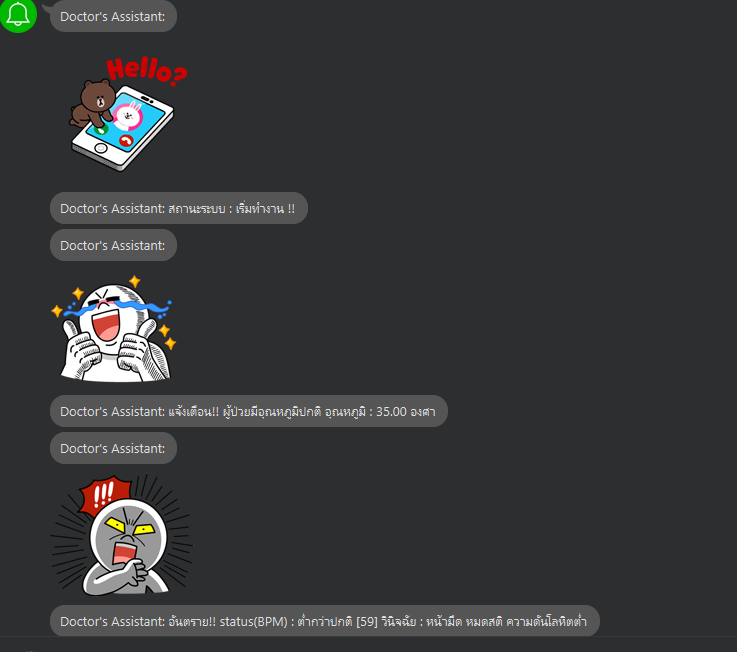 Doctor's Assistant:
Hello?
Doctor's Assistant: สถานะระบบ : เริ่มทำงาน !!
Doctor's Assistant:
Doctor's Assistant: แจ้งเตือน!! ผู้ป่วยมีอุณหภูมิปกติ อุณหภูมิ : 35.00 องศา
Doctor's Assistant:
!!!
Doctor's Assistant: อันตราย!! status(BPM) : ต่ำกว่าปกติ [59] วินิจฉัย : หน้ามืด หมดสติ ความดันโลหิตต่ำ